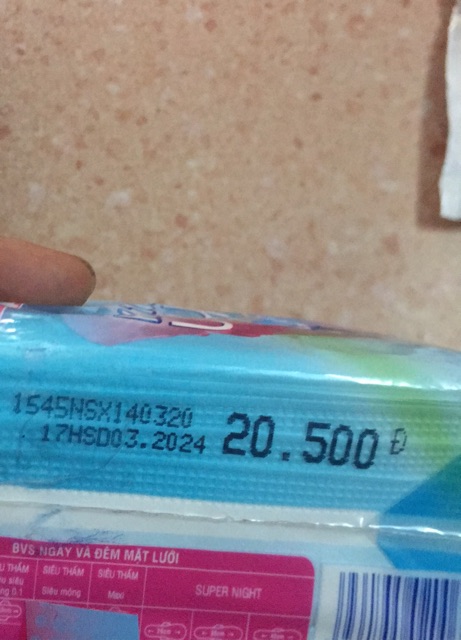 1545NSX140320
17HSD03.2024
20.500 Đ
BVS NGÀY VÀ ĐÊM MẶT LƯỚI
SIÊU THẤM
SIÊU THẤM
SUPER NIGHT
Siêu mỏng
Maxi